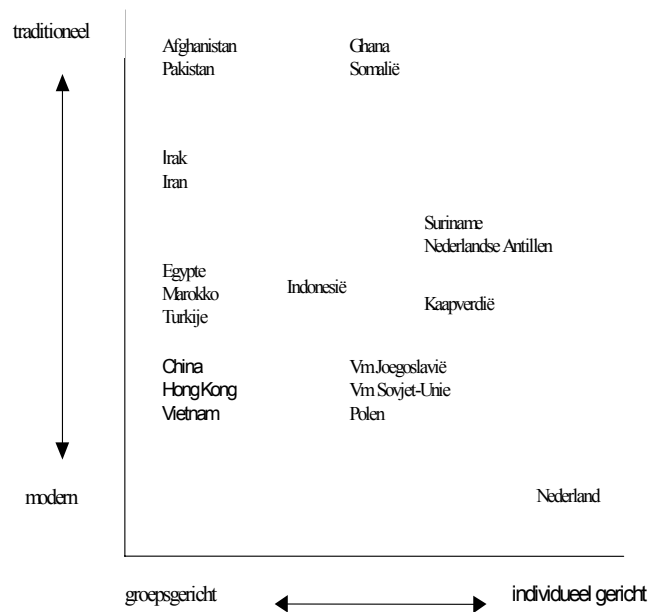 traditioneel
Afghanistan
Pakistan
Ghana
Somalië
Irak
Iran
Suriname
Nederlandse Antillen
Egypte
Marokko
Turkije
Indonesië
Kaapverdië
China
Hong Kong
Vietnam
Vm Joegoslavië
Vm Sovjet-Unie
Polen
modern
Nederland
groepsgericht
individueel gericht